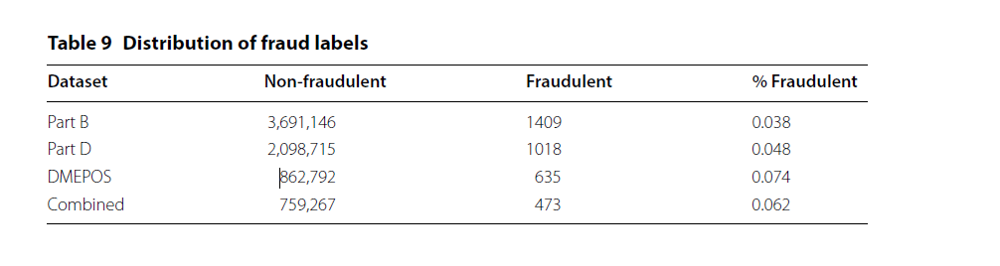 Table 9 Distribution of fraud labels
Dataset Non-fraudulent Fraudulent % Fraudulent
Part B 3,691,146 1409 0.038
Part D 2,098,715 1018 0.048
DMEPOS 862,792 635 0.074
Combined 759,267 473 0.062